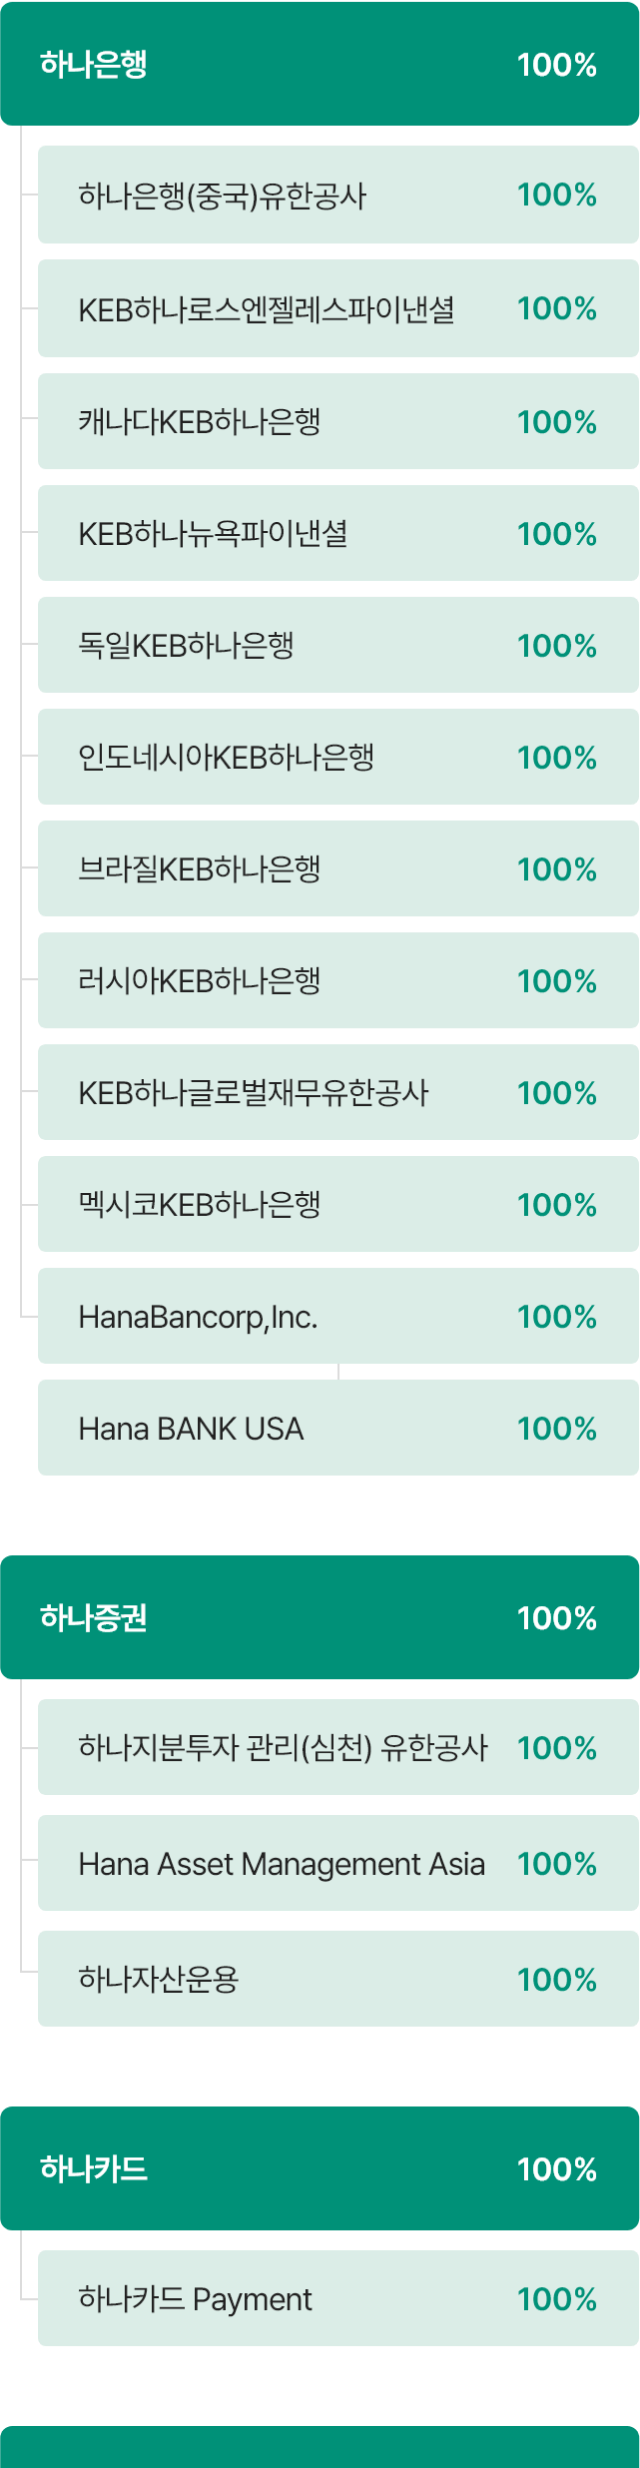 하나은행 100%
하나은행(중국)유한공사 100%
KEB하나로스엔젤레스파이낸셜 100%
캐나다KEB하나은행 100%
KEB하나뉴욕파이낸셜 100%
독일KEB하나은행 100%
인도네시아KEB하나은행 100%
브라질KEB하나은행 100%
러시아KEB하나은행 100%
KEB하나글로벌재무유한공사 100%
멕시코KEB하나은행 100%
HanaBancorp,Inc. 100%
Hana BANK USA 100%
하나증권 100%
하나지분투자 관리(심천) 유한공사 100%
Hana Asset Management Asia 100%
하나자산운용 100%
하나카드 100%
하나카드 Payment 100%